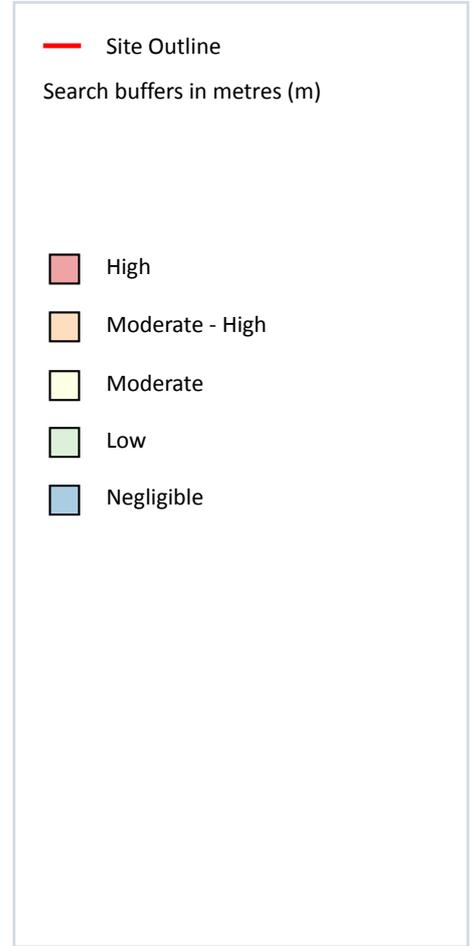 Site Outline
Search buffers in metres (m)
High
Moderate - High
Moderate
Low
Negligible